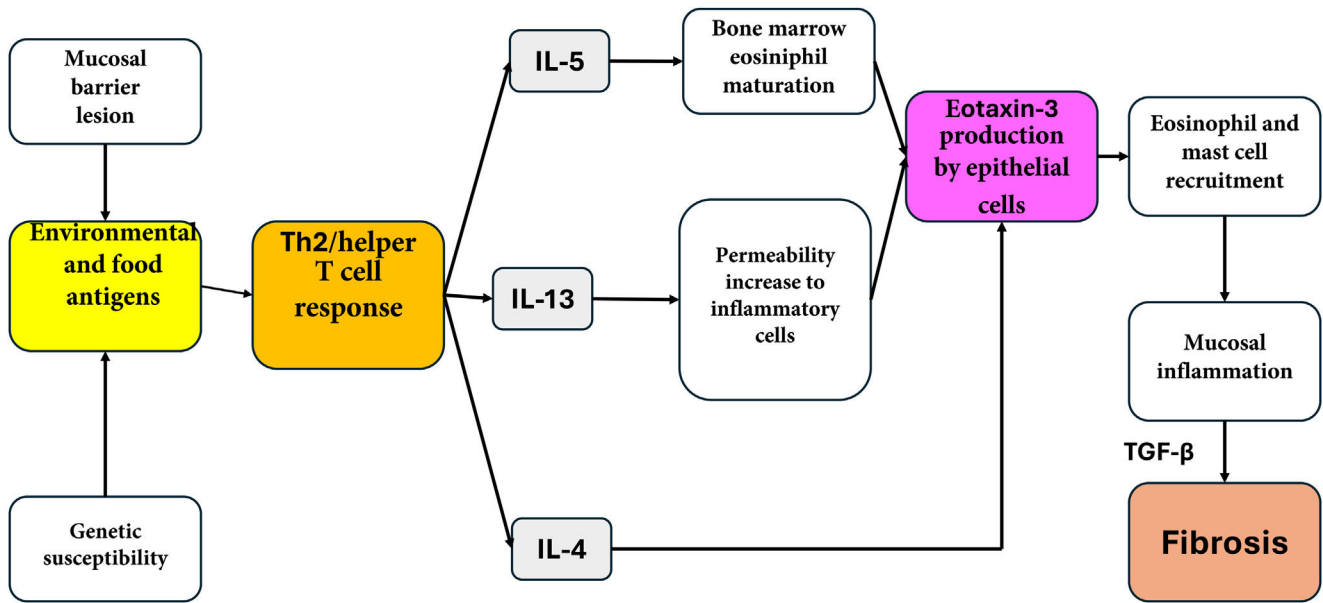 Mucosal
barrier
lesion
Environmental
and food
antigens
Genetic
susceptibility
Th2/helper
T cell
response
IL-5
IL-13
IL-4
Bone marrow
eosiniphil
maturation
Permeability
increase to
inflammatory
cells
Eotaxin-3
production
by epithelial
cells
Eosinophil and
mast cell
recruitment
Mucosal
inflammation
TGF-β
Fibrosis